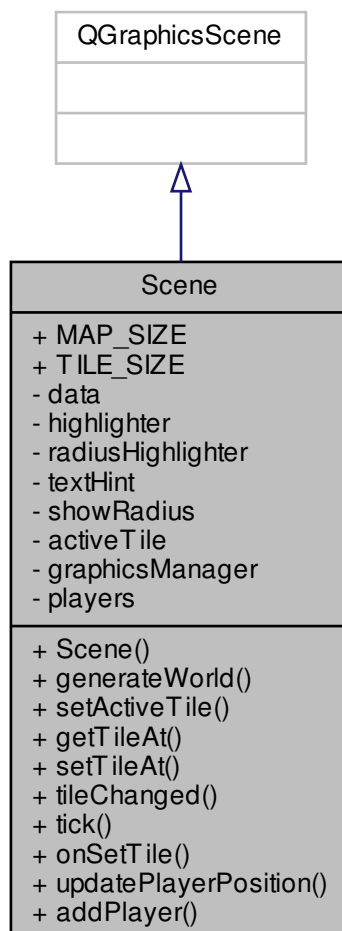 QGraphicsScene
Scene
+ MAP_SIZE
+ TILE_SIZE
- data
- highlighter
- radiusHighlighter
- textHint
- showRadius
- activeTile
- graphicsManager
- players
+ Scene()
+ generateWorld()
+ setActiveTile()
+ getTileAt()
+ setTileAt()
+ tileChanged()
+ tick()
+ onSetTile()
+ updatePlayerPosition()
+ addPlayer()